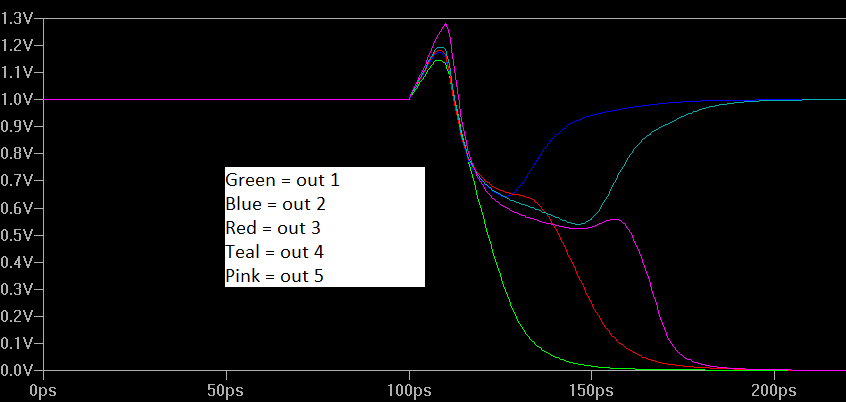 1.3V
1.2V
1.1V
1.0V
0.9V
0.8V
0.7V
0.6V
0.5V
0.4V
0.3V
0.2V
0.1V
0.0V
Green = out 1
Blue = out 2
Red = out 3
Teal = out 4
Pink = out 5
0ps 50ps 100ps 150ps 200ps